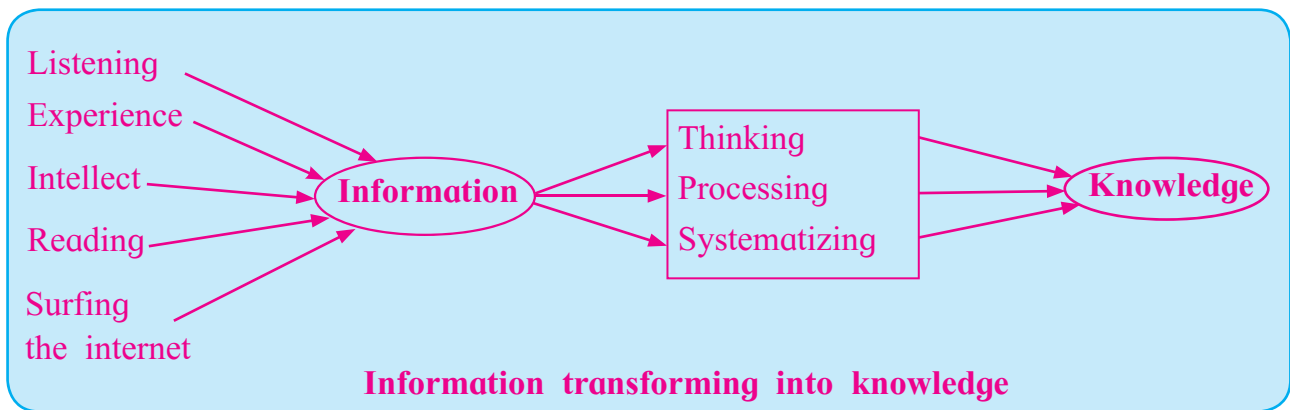 Listening
Experience
Intellect
Reading
Surfing
the internet
Information
Thinking
Processing
Systematizing
Knowledge
Information transforming into knowledge